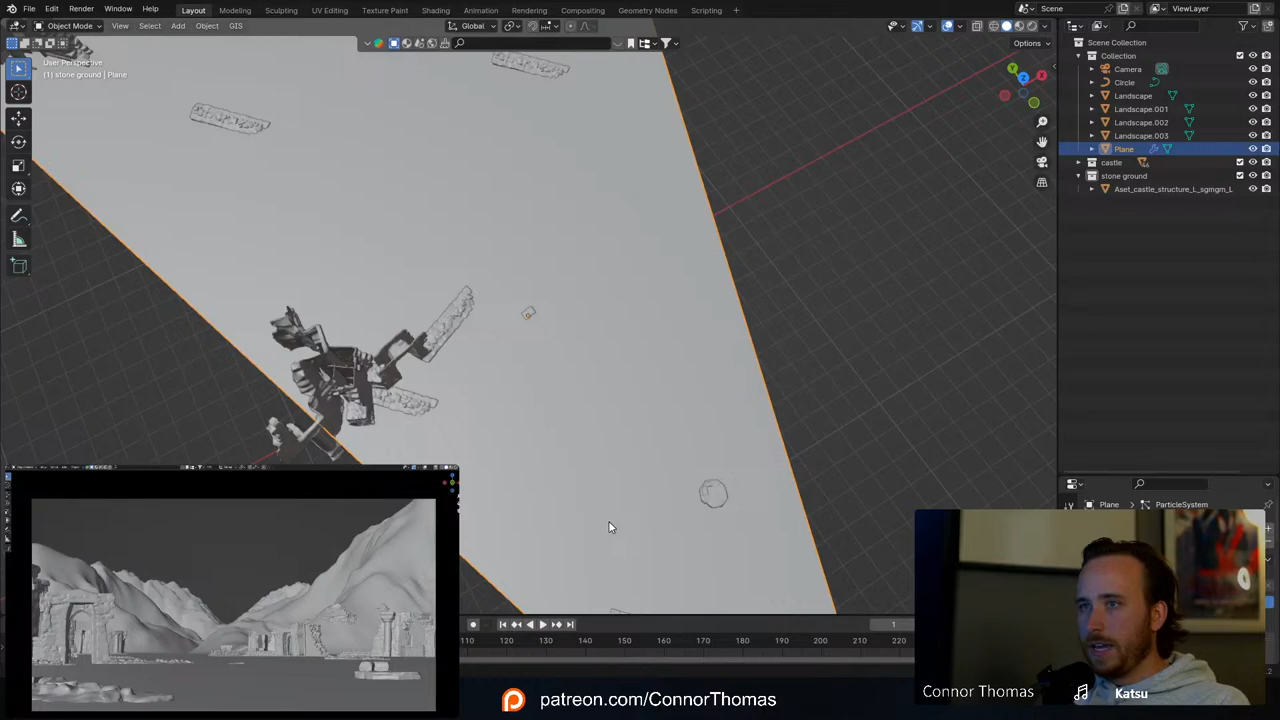 File Edit Render Window Help Layout Modeling Sculpting UV Editing Texture Paint Shading Animation Rendering Compositing Geometry Nodes Scripting Scene ViewLayer
Object Mode View Select Add Object GIS Global
Options
User Perspective
(1) stone ground | Plane
Scene Collection
Collection
Camera
Circle
Landscape
Landscape.001
Landscape.002
Landscape.003
Plane
castle
stone ground
Aset_castle_structure_L_sgmgm_L
Plane ParticleSystem
1
110 120 130 140 150 160 170 180 190 200 210 220
patreon.com/ConnorThomas
Connor Thomas
Katsu